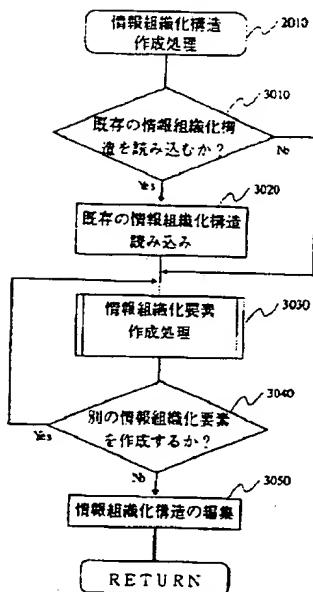 情報組織化構造
作成処理
2010
3010
既存の情報組織化構
造を読み込むか？
No
Yes
3020
既存の情報組織化構造
読み込み
情報組織化要素
作成処理
3030
3040
別の情報組織化要素
を作成するか？
Yes
No
3050
情報組織化構造の編集
RETURN